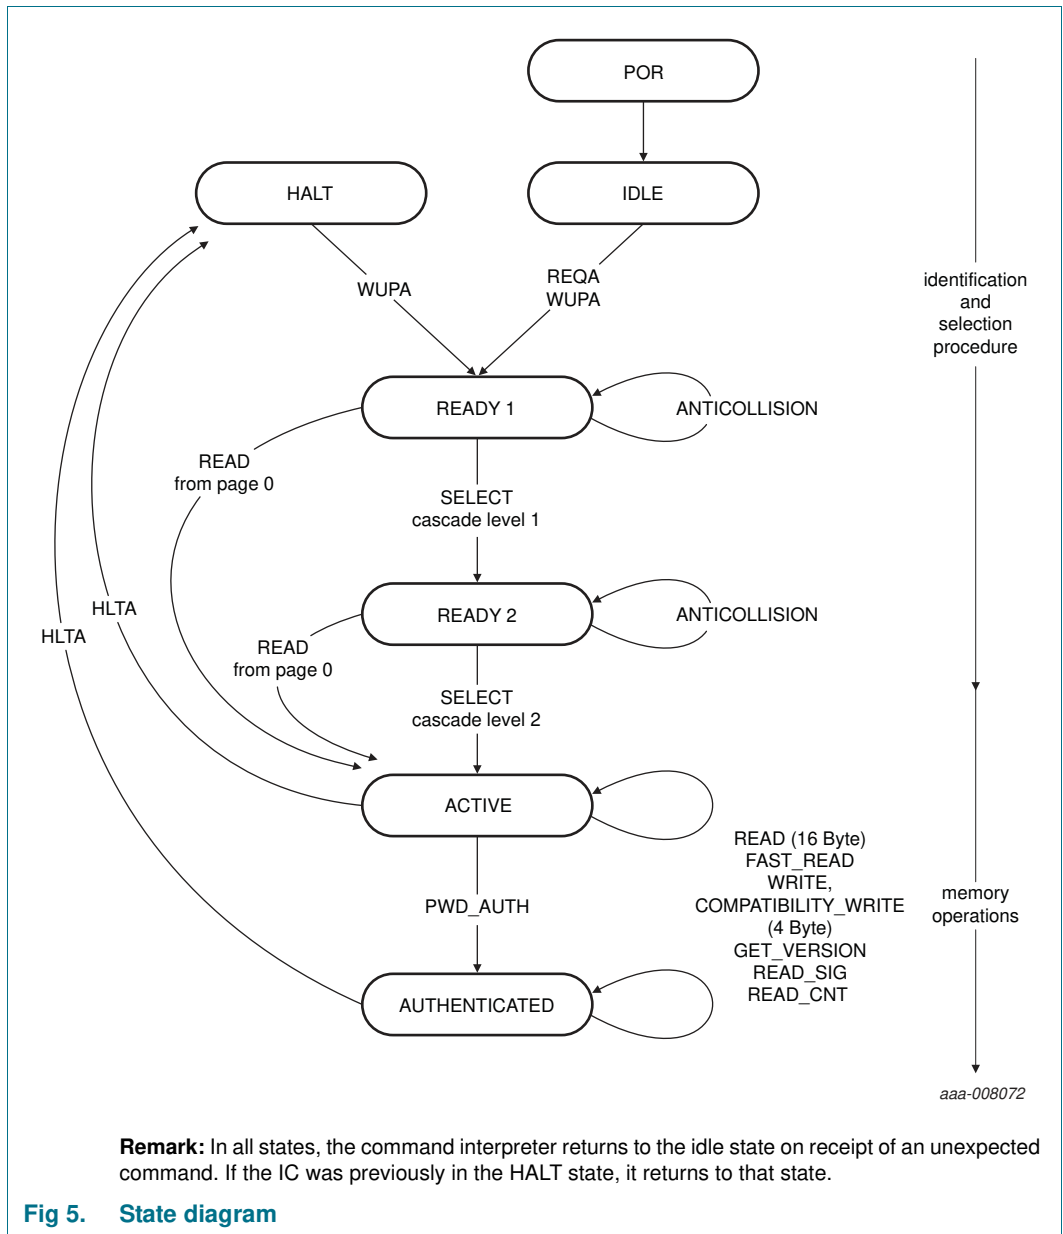 POR
HALT
IDLE
WUPA
REQA
WUPA
identification
and
selection
procedure
READY 1
ANTICOLLISION
READ
from page 0
SELECT
cascade level 1
READY 2
ANTICOLLISION
HLTA
HLTA
READ
from page 0
SELECT
cascade level 2
ACTIVE
READ (16 Byte)
FAST_READ
WRITE,
COMPATIBILITY_WRITE
(4 Byte)
GET_VERSION
READ_SIG
READ_CNT
PWD_AUTH
memory
operations
AUTHENTICATED
aaa-008072
Remark: In all states, the command interpreter returns to the idle state on receipt of an unexpected
command. If the IC was previously in the HALT state, it returns to that state.
Fig 5. State diagram